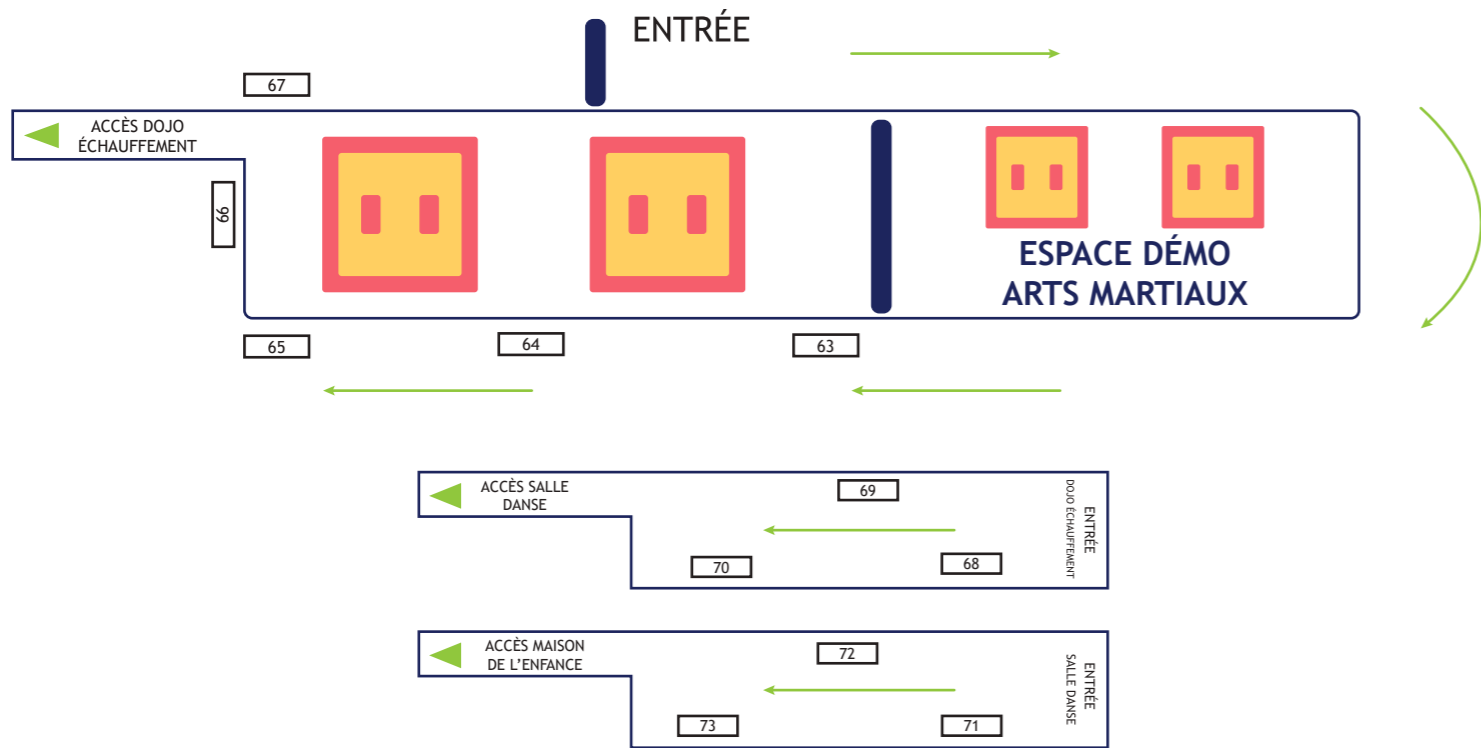 ENTRÉE
67
ACCÈS DOJO
ÉCHAUFFEMENT
66
ESPACE DÉMO
ARTS MARTIAUX
65
64
63
ACCÈS SALLE
DANSE
69
70
68
ENTRÉE
DOJO ÉCHAUFFEMENT
ACCÈS MAISON
DE L'ENFANCE
72
73
71
ENTRÉE
SALLE DANSE